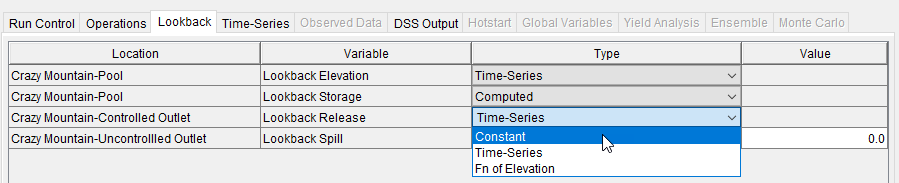 Run Control Operations Lookback Time-Series Observed Data DSS Output Hotstart Global Variables Yield Analysis Ensemble Monte Carlo
Location Variable Type Value
Crazy Mountain-Pool Lookback Elevation Time-Series
Crazy Mountain-Pool Lookback Storage Computed
Crazy Mountain-Controlled Outlet Lookback Release Time-Series
Crazy Mountain-Uncontrollled Outlet Lookback Spill Constant 0.0
Time-Series
Fn of Elevation